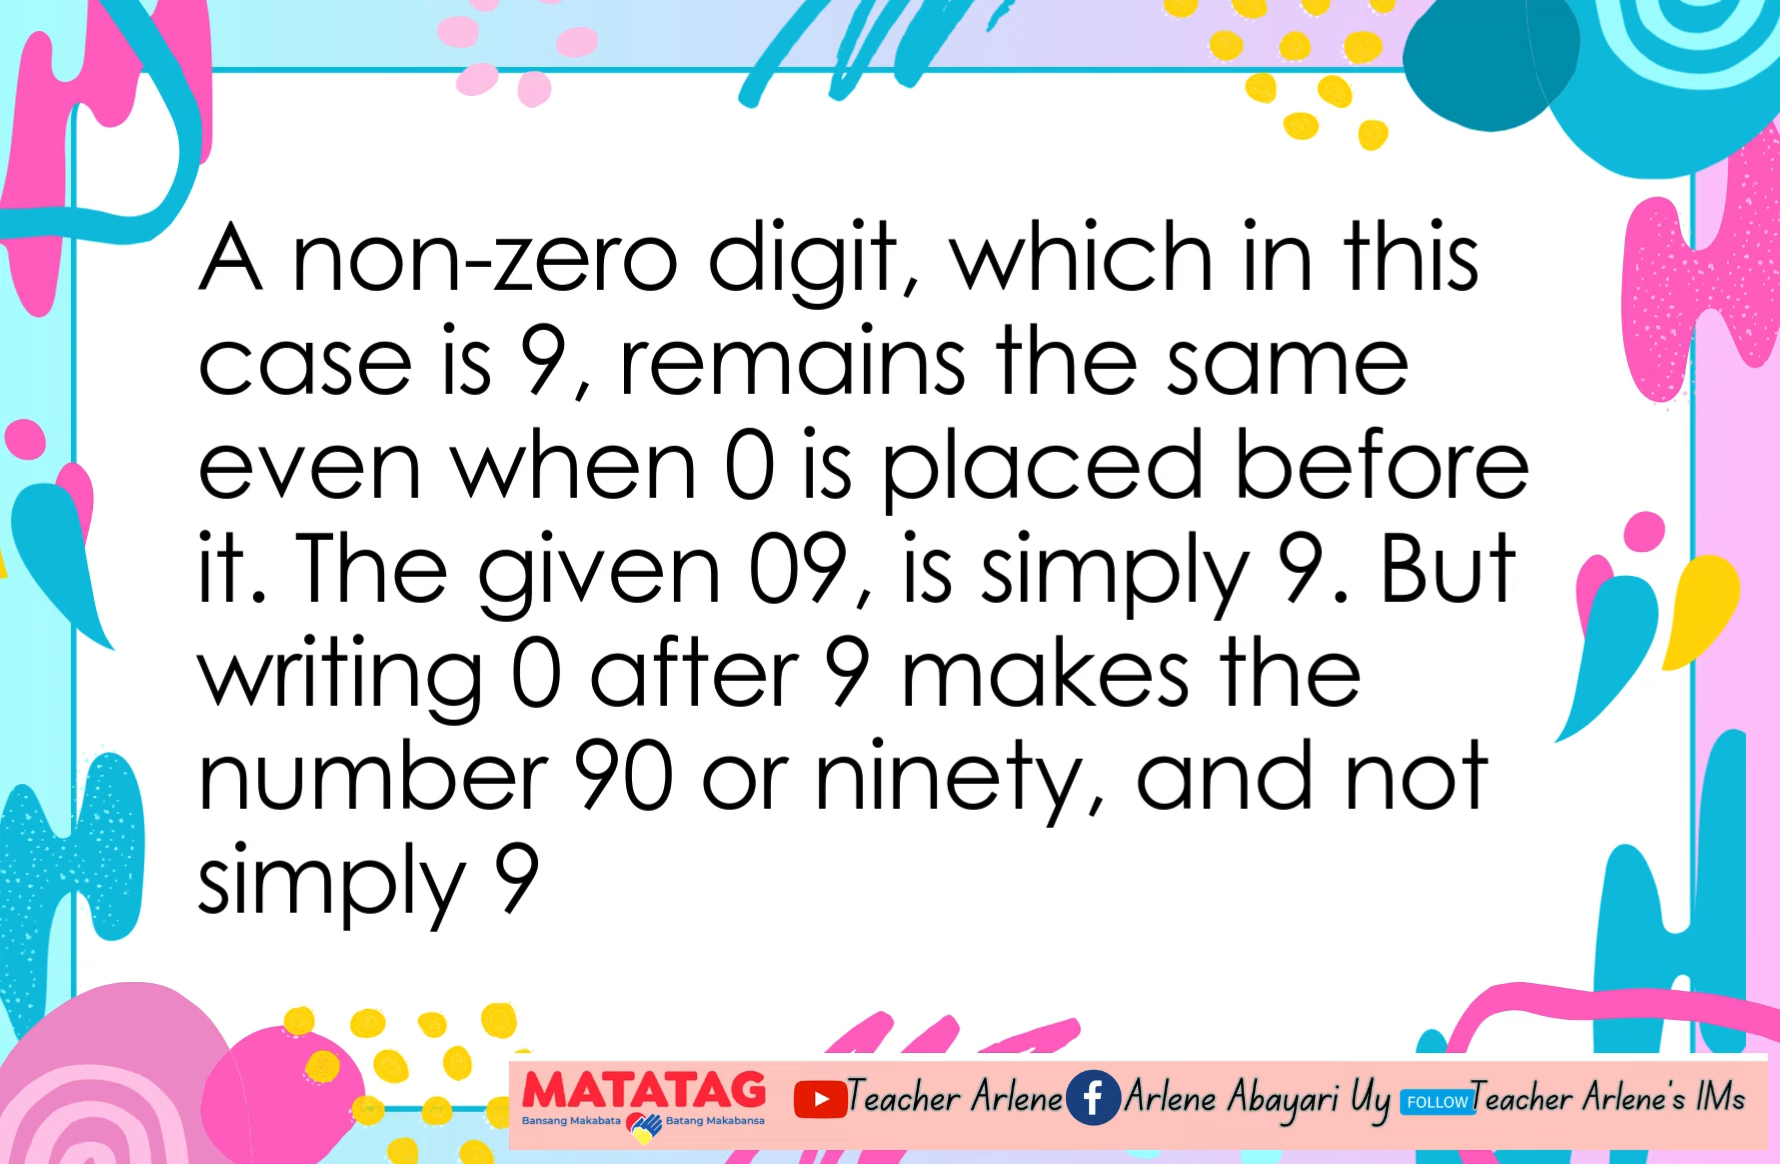 A non-zero digit, which in this
case is 9, remains the same
even when 0 is placed before
it. The given 09, is simply 9. But
writing 0 after 9 makes the
number 90 or ninety, and not
simply 9
MATATAG
Bansang Makabata Batang Makabansa
Teacher Arlene
Arlene Abayari Uy
FOLLOW
Teacher Arlene's IMs